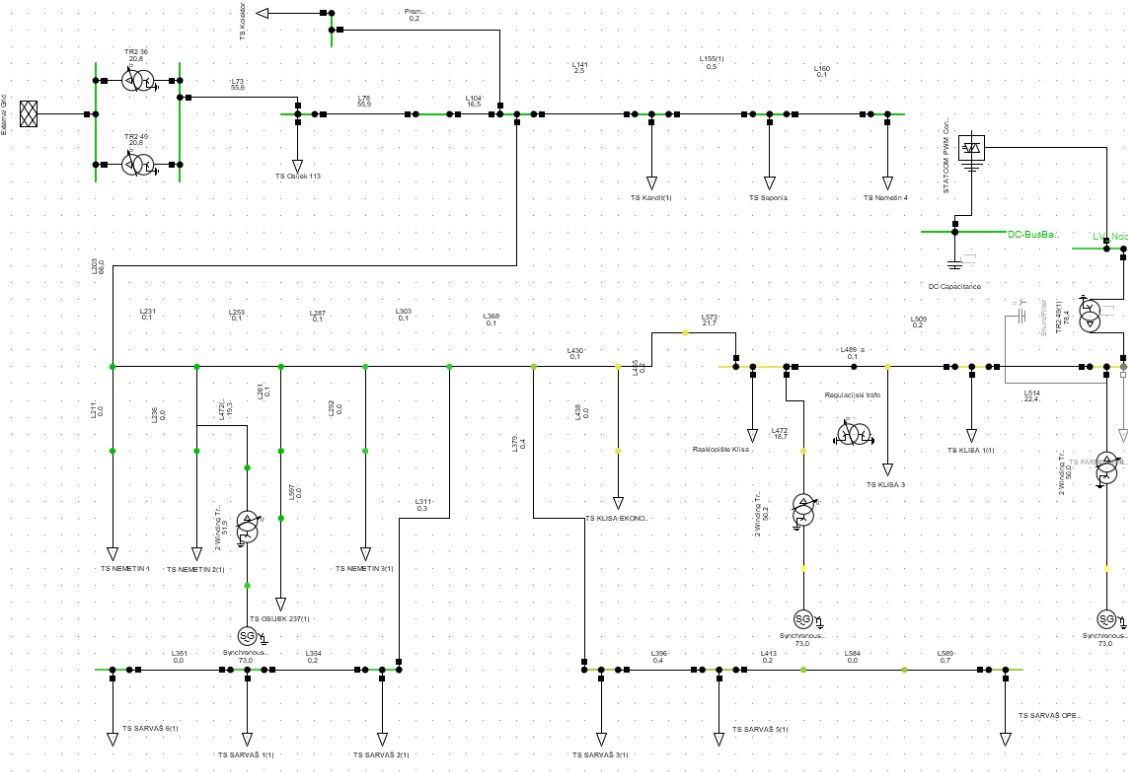 TS Kolektor
Prem..
0,2
TR2 36
20,8
L73
55,6
L78
55,9
L104
16,5
L141
2,5
L155(1)
0,5
L160
0,1
External Grid
TR2 49
20,8
TS Osijek 113
TS Kandit(1)
TS Saponia
TS Nemetin 4
STATCOM PWM Con..
DC-BusBa..
LV_Noc
DC Capacitance
L203
66,0
L231
0,1
L253
0,1
L287
0,1
L303
0,1
L368
0,1
L430
0,1
L573
21,7
L509
0,2
ShuntFilter
TR2 49(1)
78,4
L489_a
0,1
L514
22,4
Regulacijski trafo
L211
0,0
L236
0,0
L472(..
19,3
L261
0,1
L292
0,0
L379
0,4
L438
0,0
L472
18,7
Rasklopište Klisa
TS KLISA 1(1)
TS KLISA 3
L597
0,0
L311
0,3
2 Winding Tr..
51,9
2 Winding Tr..
50,2
2 Winding Tr..
50,0
TS KLISA EKONO..
TS NEMETIN 1
TS NEMETIN 2(1)
TS NEMETIN 3(1)
TS OSIJEK 237(1)
SG
Synchronous..
73,0
SG
Synchronous..
73,0
SG
Synchronous..
73,0
L351
0,0
L334
0,2
L396
0,4
L413
0,2
L584
0,0
L589
0,7
TS SARVAŠ 6(1)
TS SARVAŠ 1(1)
TS SARVAŠ 2(1)
TS SARVAŠ 3(1)
TS SARVAŠ 5(1)
TS SARVAŠ OPE..